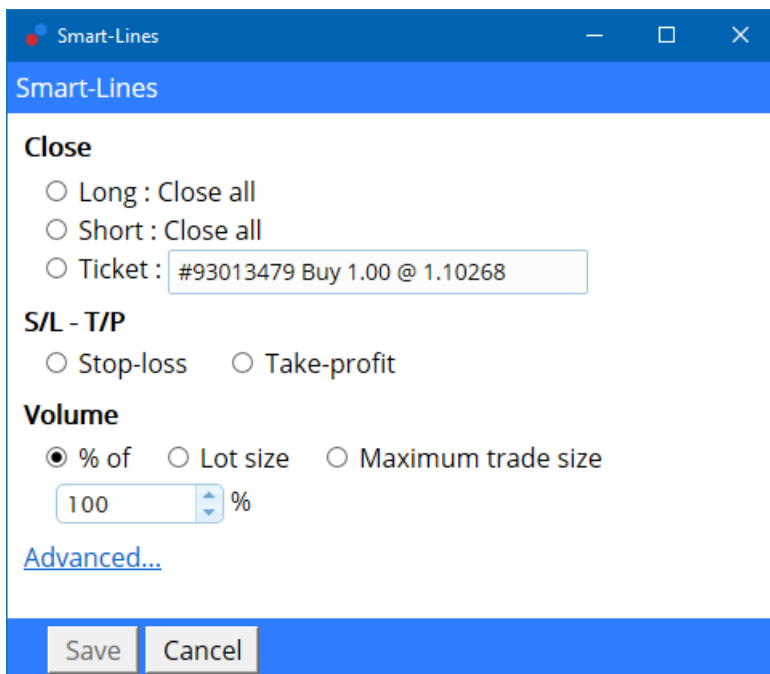 Smart-Lines
Smart-Lines
Close
Long : Close all
Short : Close all
Ticket : #93013479 Buy 1.00 @ 1.10268
S/L - T/P
Stop-loss Take-profit
Volume
% of Lot size Maximum trade size
100 %
Advanced...
Save Cancel